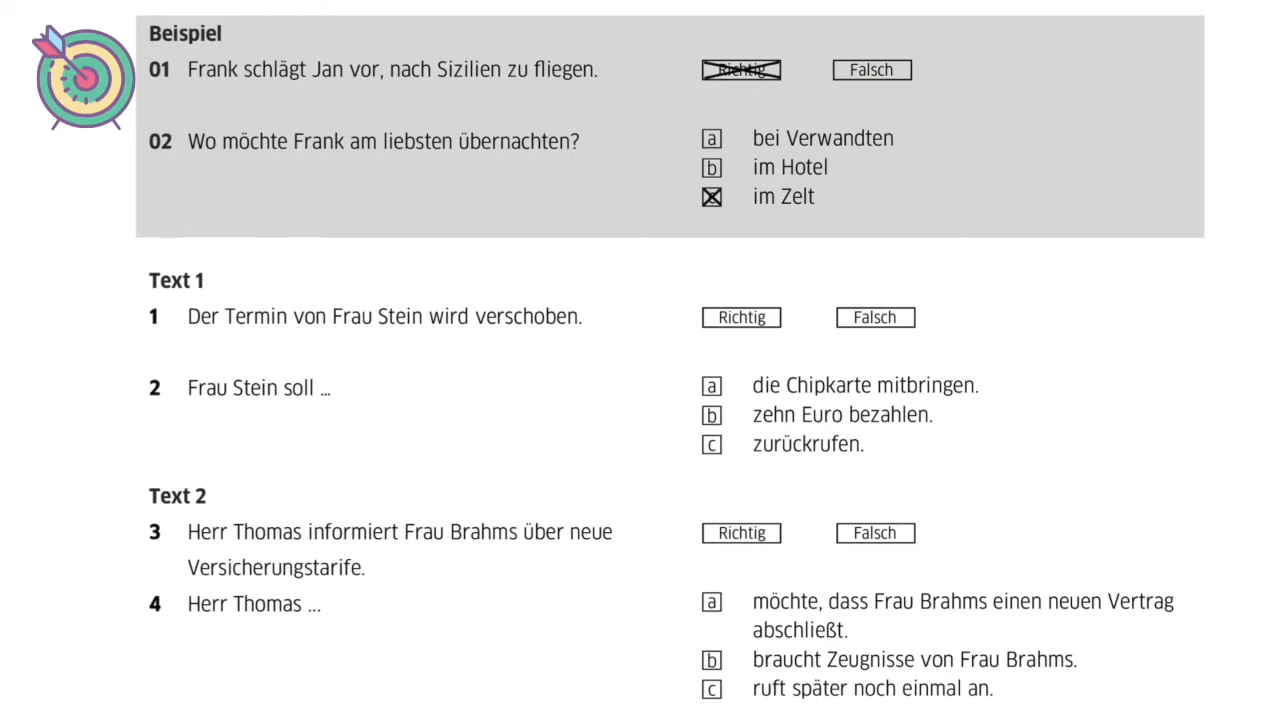 Beispiel
01 Frank schlägt Jan vor, nach Sizilien zu fliegen. Richtig Falsch
02 Wo möchte Frank am liebsten übernachten? a bei Verwandten
b im Hotel
im Zelt
Text 1
1 Der Termin von Frau Stein wird verschoben. Richtig Falsch
2 Frau Stein soll ... a die Chipkarte mitbringen.
b zehn Euro bezahlen.
c zurückrufen.
Text 2
3 Herr Thomas informiert Frau Brahms über neue Richtig Falsch
Versicherungstarife.
4 Herr Thomas ... a möchte, dass Frau Brahms einen neuen Vertrag
abschließt.
b braucht Zeugnisse von Frau Brahms.
c ruft später noch einmal an.